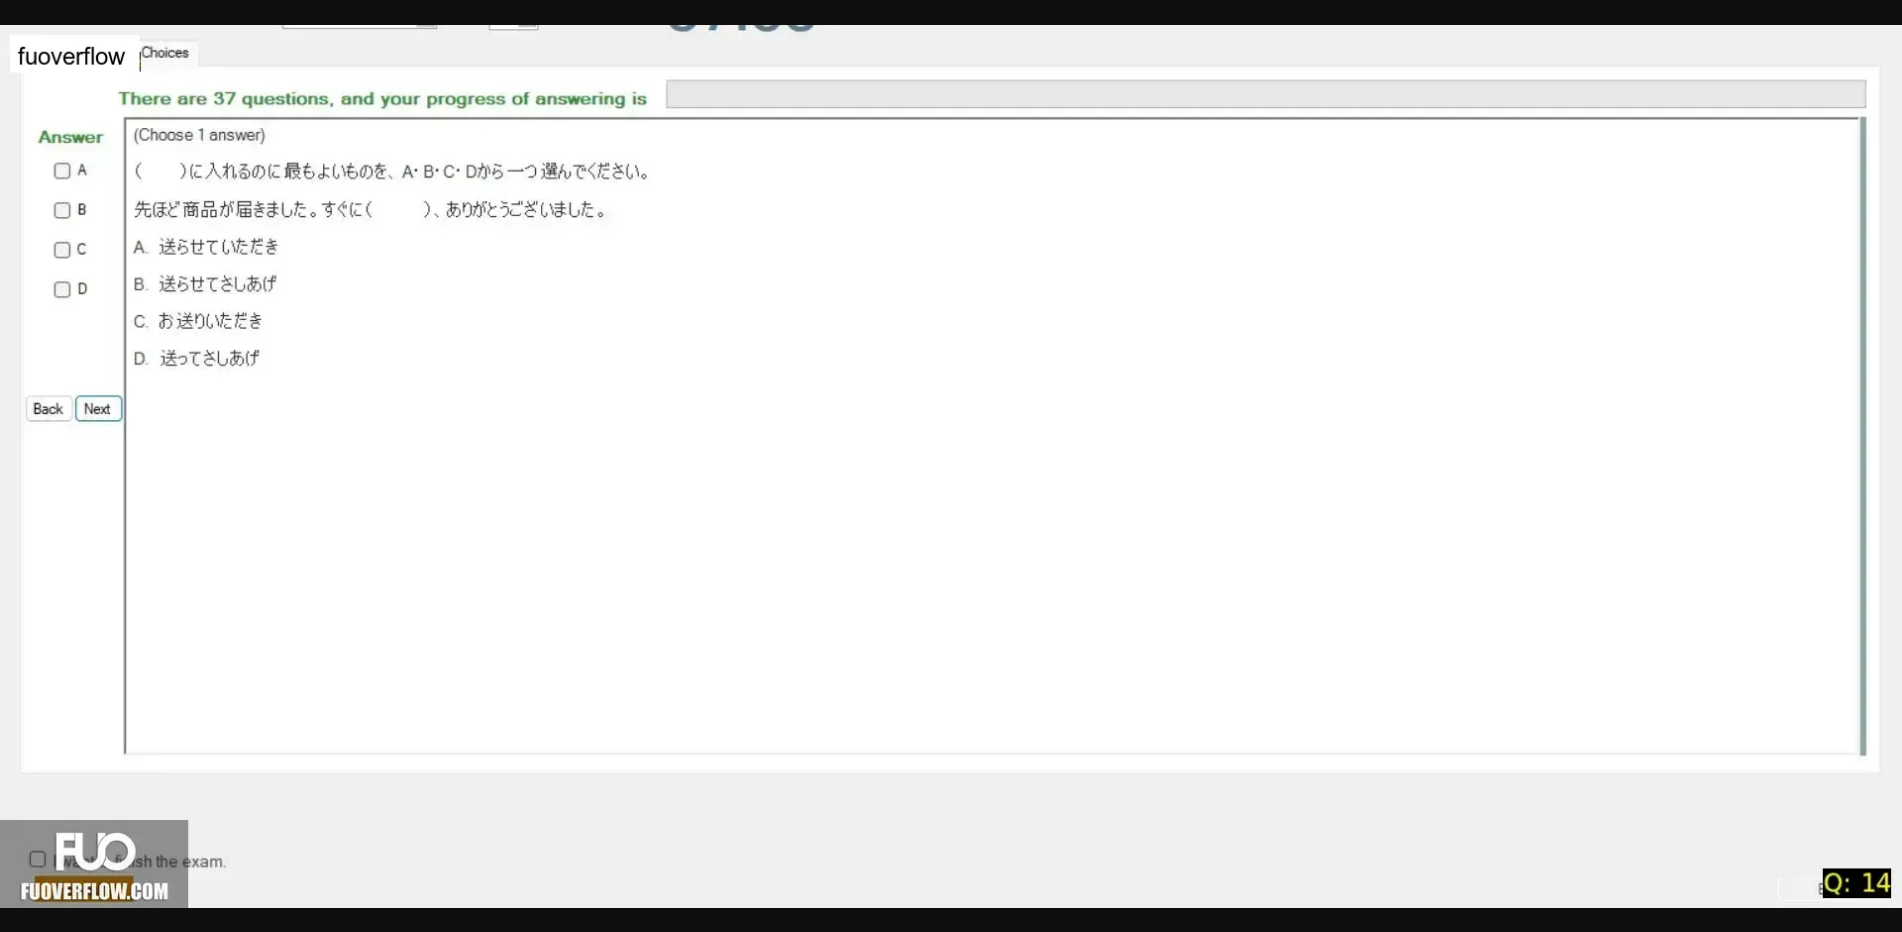 fuoverflow
Choices
There are 37 questions, and your progress of answering is
Answer
(Choose 1 answer)
A
(　　)に入れるのに最もよいものを、A・B・C・Dから一つ選んでください。
B
先ほど商品が届きました。すぐに(　　　)、ありがとうございました。
C
A. 送らせていただき
D
B. 送らせてさしあげ
C. お送りいただき
D. 送ってさしあげ
Back Next
FUO
sh the exam.
FUOVERFLOW.COM
Q: 14